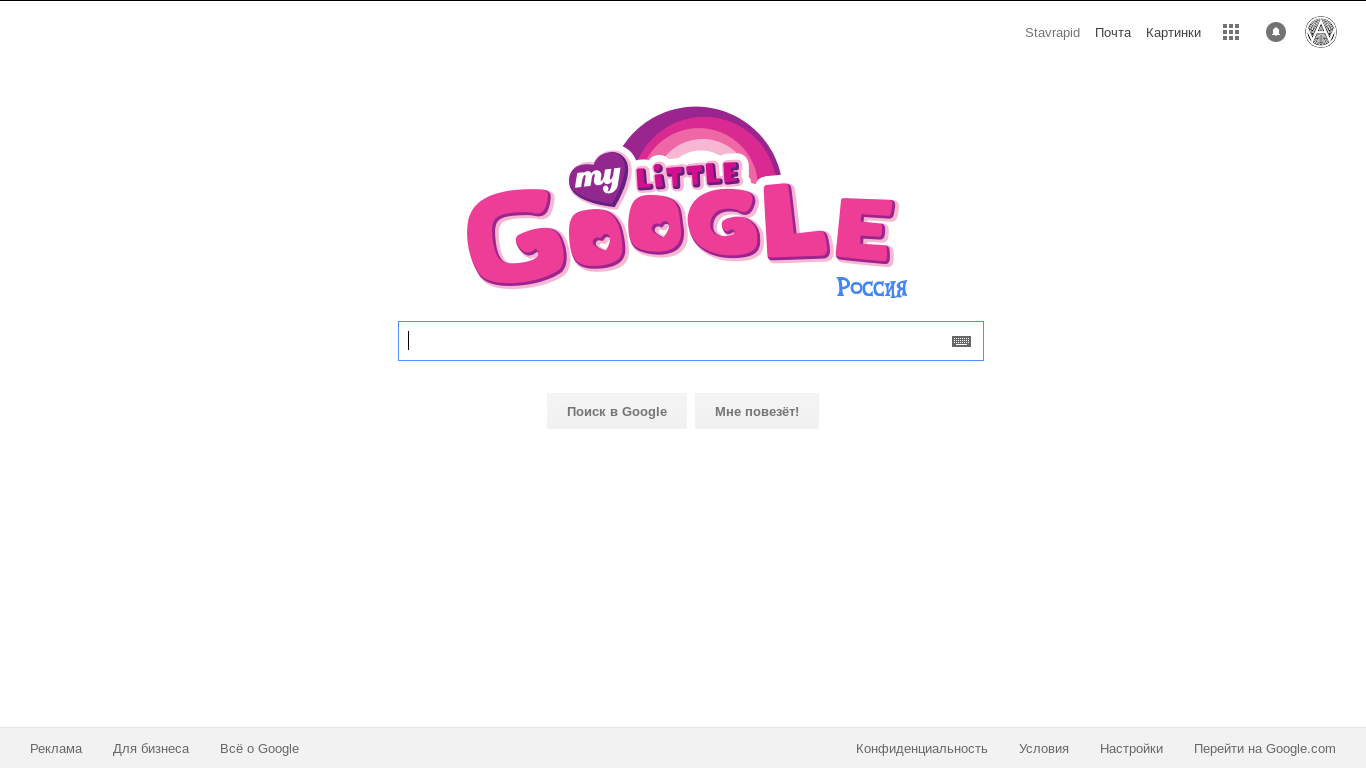 Stavrapid Почта Картинки
my LiTTLE
GOOGLE
Россия
Поиск в Google Мне повезёт!
Реклама Для бизнеса Всё о Google Конфиденциальность Условия Настройки Перейти на Google.com